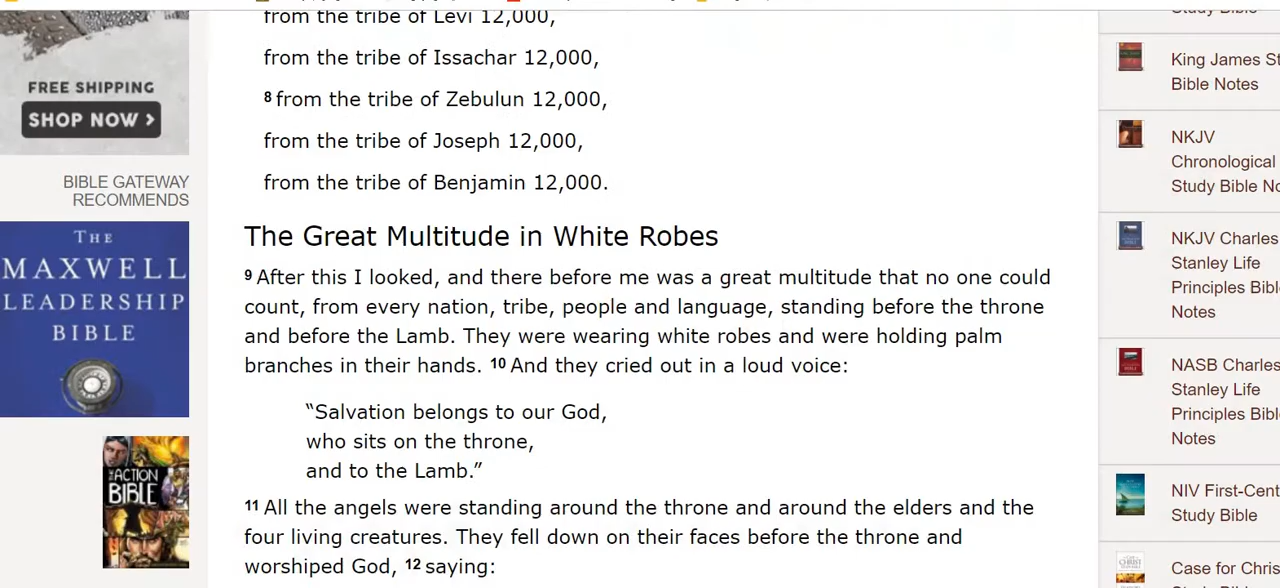 from the tribe of Levi 12,000,
from the tribe of Issachar 12,000,
8 from the tribe of Zebulun 12,000,
from the tribe of Joseph 12,000,
from the tribe of Benjamin 12,000.
The Great Multitude in White Robes
9 After this I looked, and there before me was a great multitude that no one could
count, from every nation, tribe, people and language, standing before the throne
and before the Lamb. They were wearing white robes and were holding palm
branches in their hands. 10 And they cried out in a loud voice:
“Salvation belongs to our God,
who sits on the throne,
and to the Lamb.”
11 All the angels were standing around the throne and around the elders and the
four living creatures. They fell down on their faces before the throne and
worshiped God, 12 saying:
FREE SHIPPING
SHOP NOW >
BIBLE GATEWAY
RECOMMENDS
THE
MAXWELL
LEADERSHIP
BIBLE
ACTION
BIBLE
Study Bible
King James St
Bible Notes
NKJV
Chronological
Study Bible No
NKJV Charles
Stanley Life
Principles Bibl
Notes
NASB Charles
Stanley Life
Principles Bibl
Notes
NIV First-Cent
Study Bible
Case for Chris